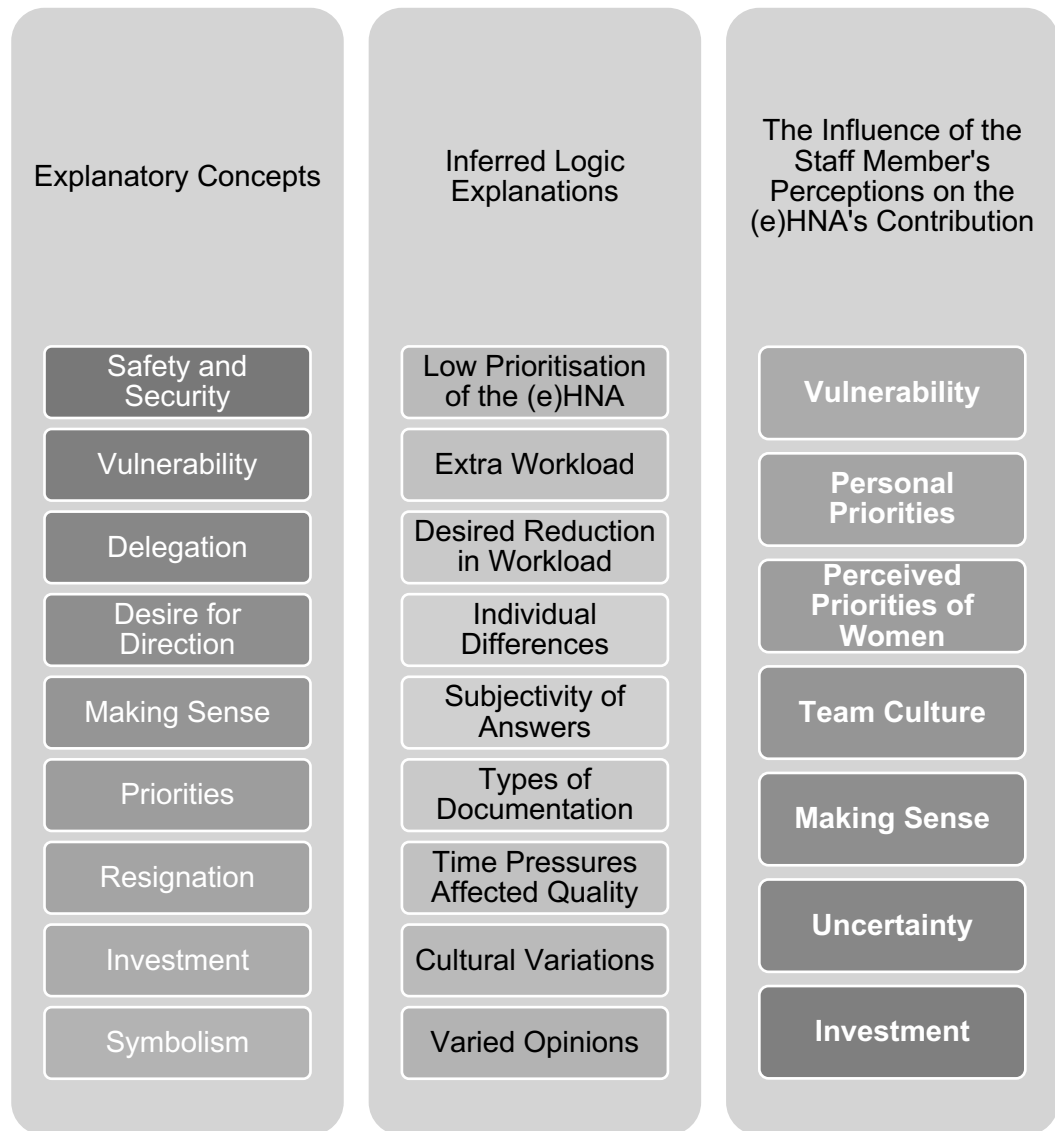 Explanatory Concepts
Safety and
Security
Vulnerability
Delegation
Desire for
Direction
Making Sense
Priorities
Resignation
Investment
Symbolism
Inferred Logic
Explanations
Low Prioritisation
of the (e)HNA
Extra Workload
Desired Reduction
in Workload
Individual
Differences
Subjectivity of
Answers
Types of
Documentation
Time Pressures
Affected Quality
Cultural Variations
Varied Opinions
The Influence of the
Staff Member's
Perceptions on the
(e)HNA's Contribution
Vulnerability
Personal
Priorities
Perceived
Priorities of
Women
Team Culture
Making Sense
Uncertainty
Investment